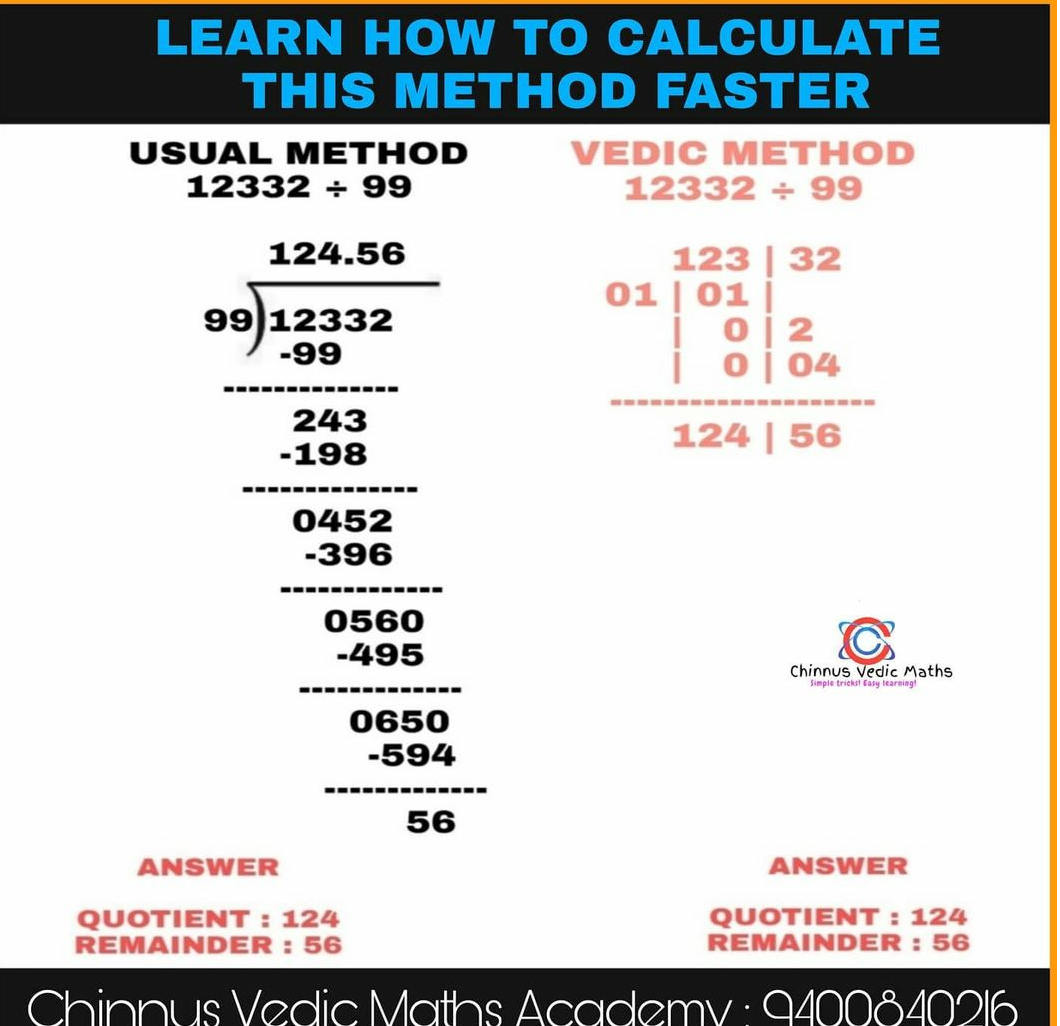 LEARN HOW TO CALCULATE
THIS METHOD FASTER
USUAL METHOD
12332 ÷ 99
124.56
99)12332
-99
--------------
243
-198
--------------
0452
-396
-------------
0560
-495
-------------
0650
-594
-------------
56
ANSWER
QUOTIENT : 124
REMAINDER : 56
VEDIC METHOD
12332 ÷ 99
123 | 32
01 | 01 |
| 0 | 2
| 0 | 04
---------------------
124 | 56
Chinnus Vedic Maths
Simple tricks! Easy learning!
ANSWER
QUOTIENT : 124
REMAINDER : 56
Chinnus Vedic Maths Academy : 9400840216